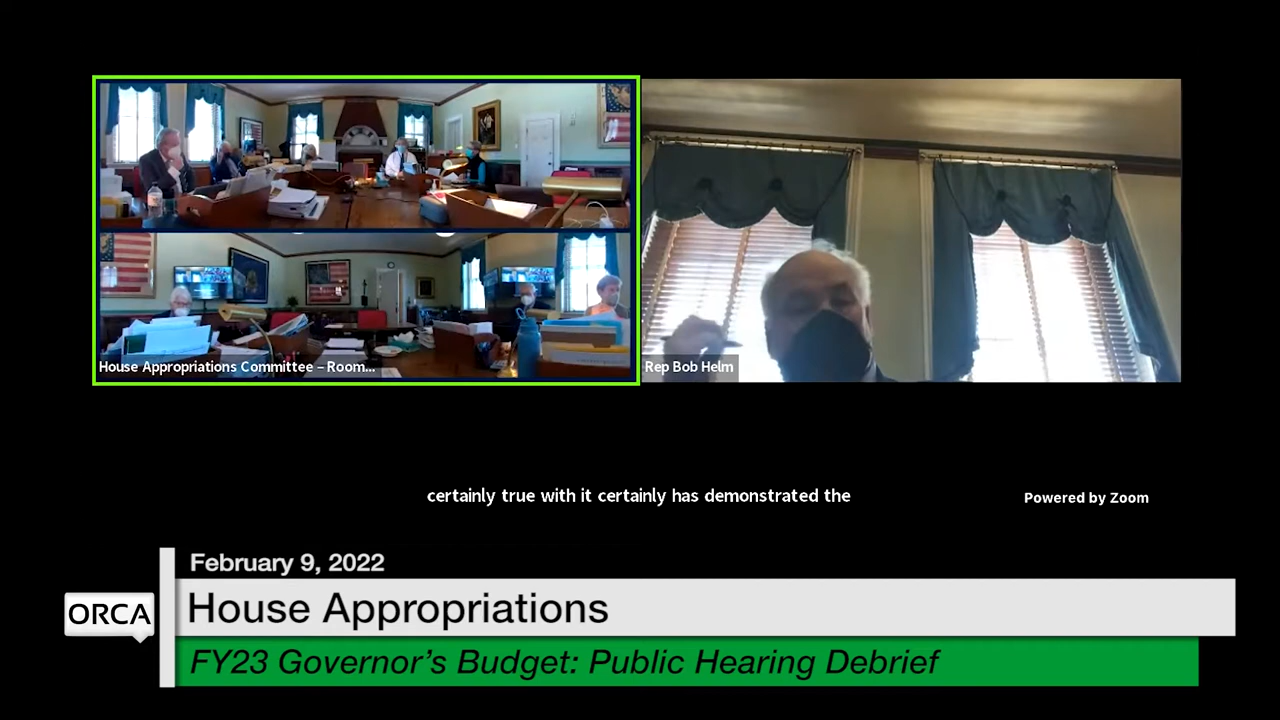 House Appropriations Committee – Room...
Rep Bob Helm
certainly true with it certainly has demonstrated the
Powered by Zoom
February 9, 2022
ORCA
House Appropriations
FY23 Governor's Budget: Public Hearing Debrief